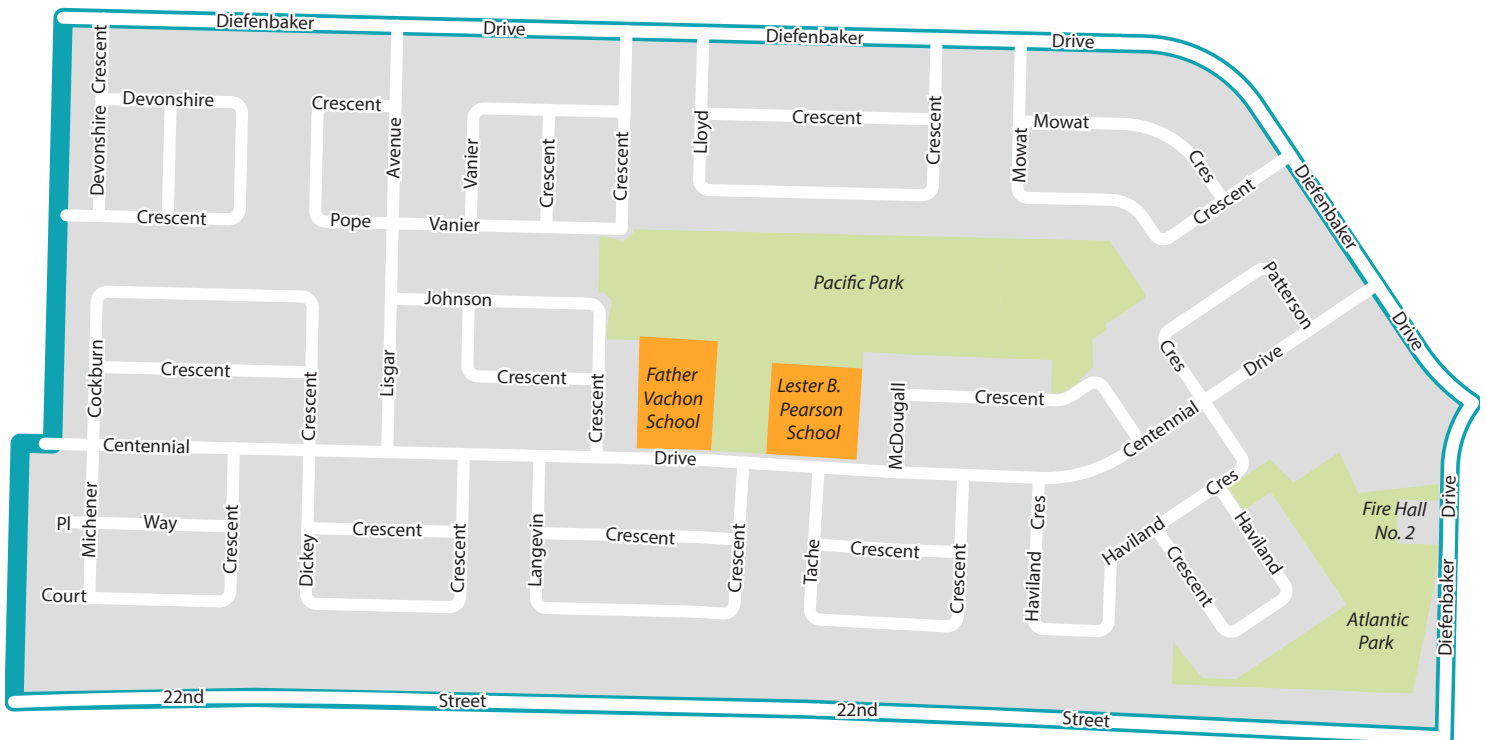 Diefenbaker
Drive
Diefenbaker
Drive
Crescent
Devonshire
Devonshire
Crescent
Crescent
Avenue
Pope
Vanier
Vanier
Crescent
Crescent
Lloyd
Crescent
Crescent
Mowat
Mowat
Cres
Crescent
Diefenbaker
Drive
Pacific Park
Patterson
Cres
Drive
Centennial
Johnson
Crescent
Crescent
Lisgar
Cockburn
Crescent
Crescent
Father
Vachon
School
Lester B.
Pearson
School
McDougall
Crescent
Centennial
Drive
Pl
Michener
Way
Crescent
Court
Dickey
Crescent
Crescent
Langevin
Crescent
Crescent
Tache
Crescent
Crescent
Cres
Haviland
Haviland
Cres
Haviland
Crescent
Fire Hall
No. 2
Drive
Diefenbaker
Atlantic
Park
22nd
Street
22nd
Street